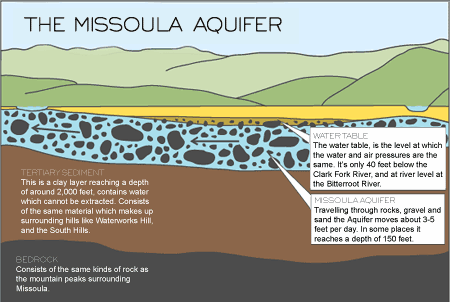 THE MISSOULA AQUIFER
WATER TABLE
The water table, is the level at which
the water and air pressures are the
same. It's only 40 feet below the
Clark Fork River, and at river level at
the Bitterroot River.
MISSOULA AQUIFER
Travelling through rocks, gravel and
sand the Aquifer moves about 3-5
feet per day. In some places it
reaches a depth of 150 feet.
TERTIARY SEDIMENT
This is a clay layer reaching a depth
of around 2,000 feet, contains water
which cannot be extracted. Consists
of the same material which makes up
surrounding hills like Waterworks Hill,
and the South Hills.
BEDROCK
Consists of the same kinds of rock as
the mountain peaks surrounding
Missoula.